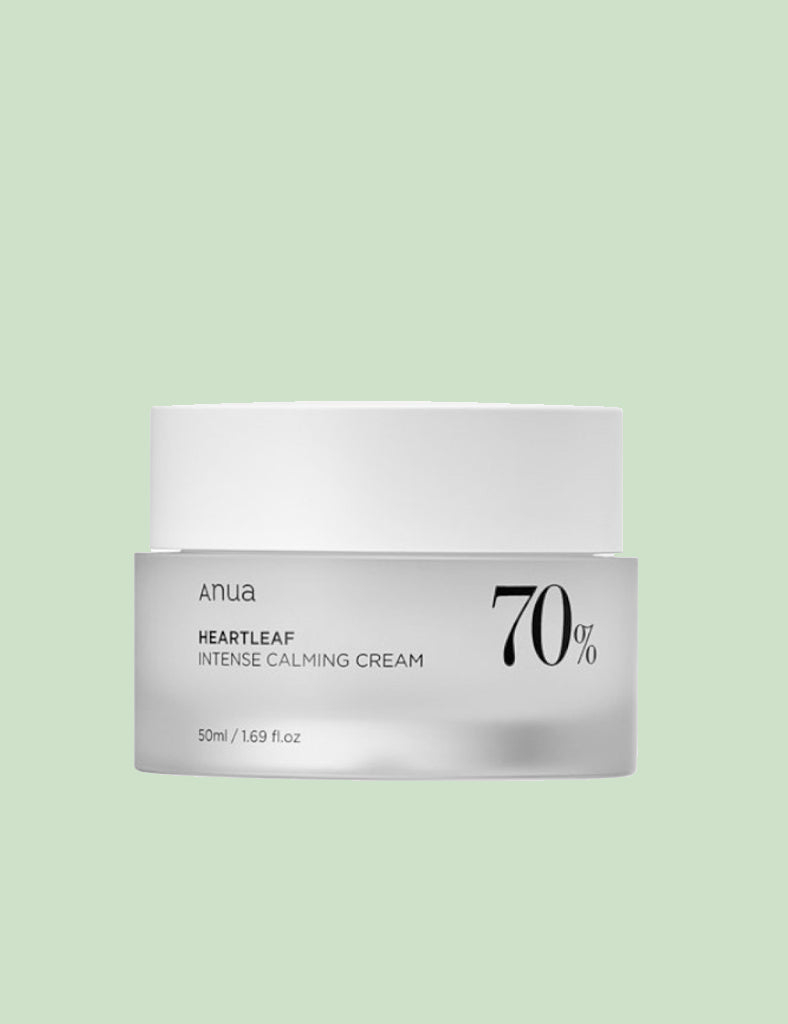 Anua
70%
HEARTLEAF
INTENSE CALMING CREAM
50ml / 1.69 fl.oz